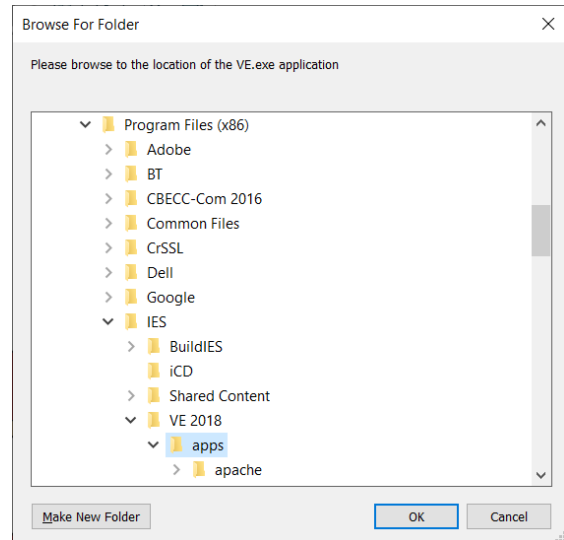 Browse For Folder
Please browse to the location of the VE.exe application
Program Files (x86)
Adobe
BT
CBECC-Com 2016
Common Files
CrSSL
Dell
Google
IES
BuildIES
iCD
Shared Content
VE 2018
apps
apache
Make New Folder OK Cancel